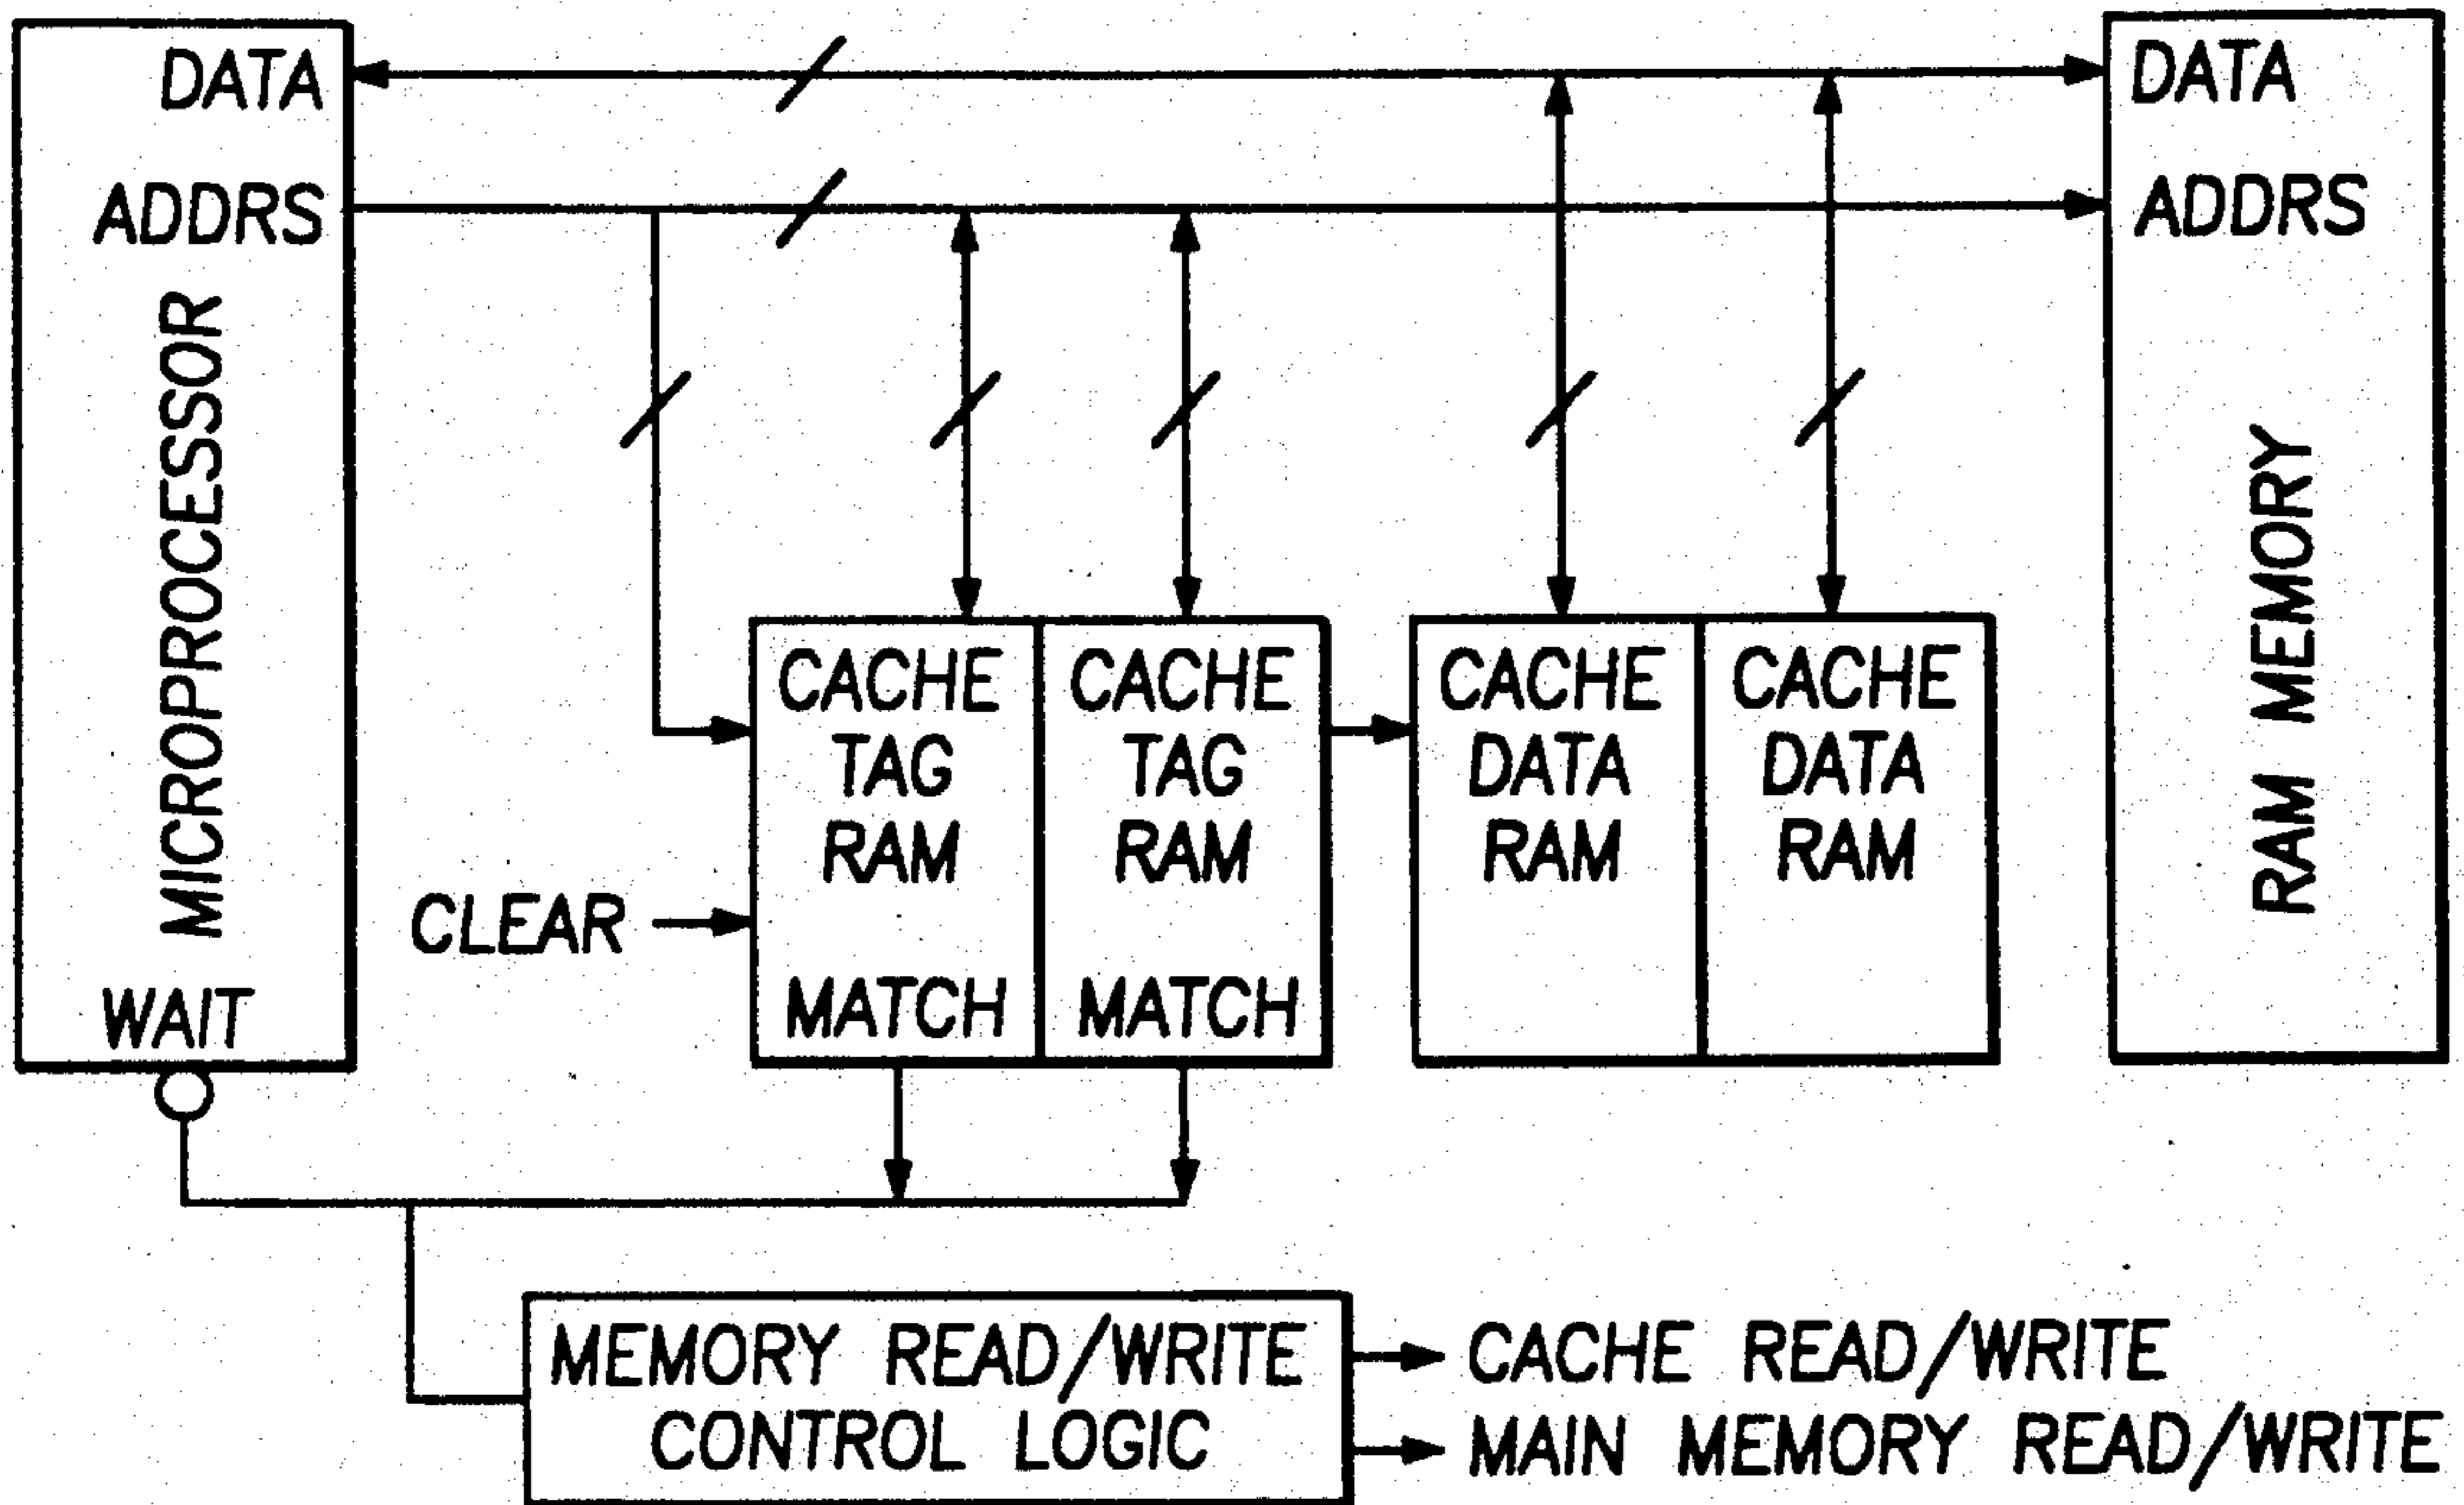 DATA
ADDRS
MICROPROCESSOR
WAIT
DATA
ADDRS
RAM MEMORY
CLEAR
CACHE
TAG
RAM
MATCH
CACHE
TAG
RAM
MATCH
CACHE
DATA
RAM
CACHE
DATA
RAM
MEMORY READ/WRITE
CONTROL LOGIC
CACHE READ/WRITE
MAIN MEMORY READ/WRITE